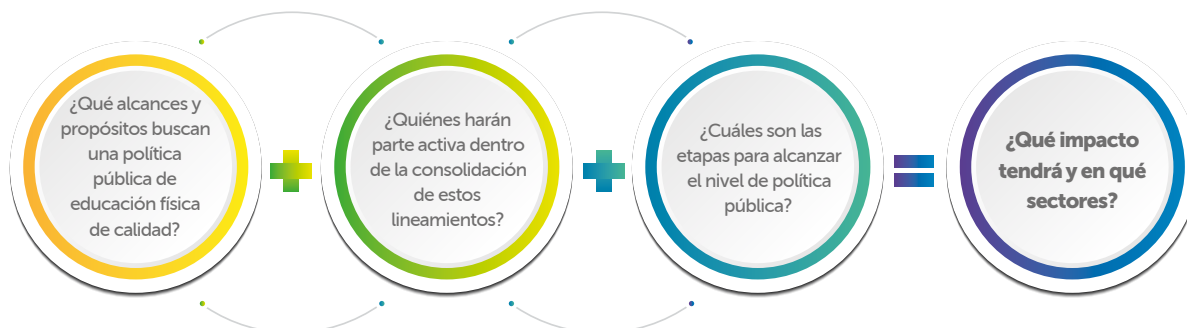 ¿Qué alcances y
propósitos buscan
una política
pública de
educación física
de calidad?
¿Quiénes harán
parte activa dentro
de la consolidación
de estos
lineamientos?
¿Cuáles son las
etapas para alcanzar
el nivel de política
pública?
¿Qué impacto
tendrá y en qué
sectores?